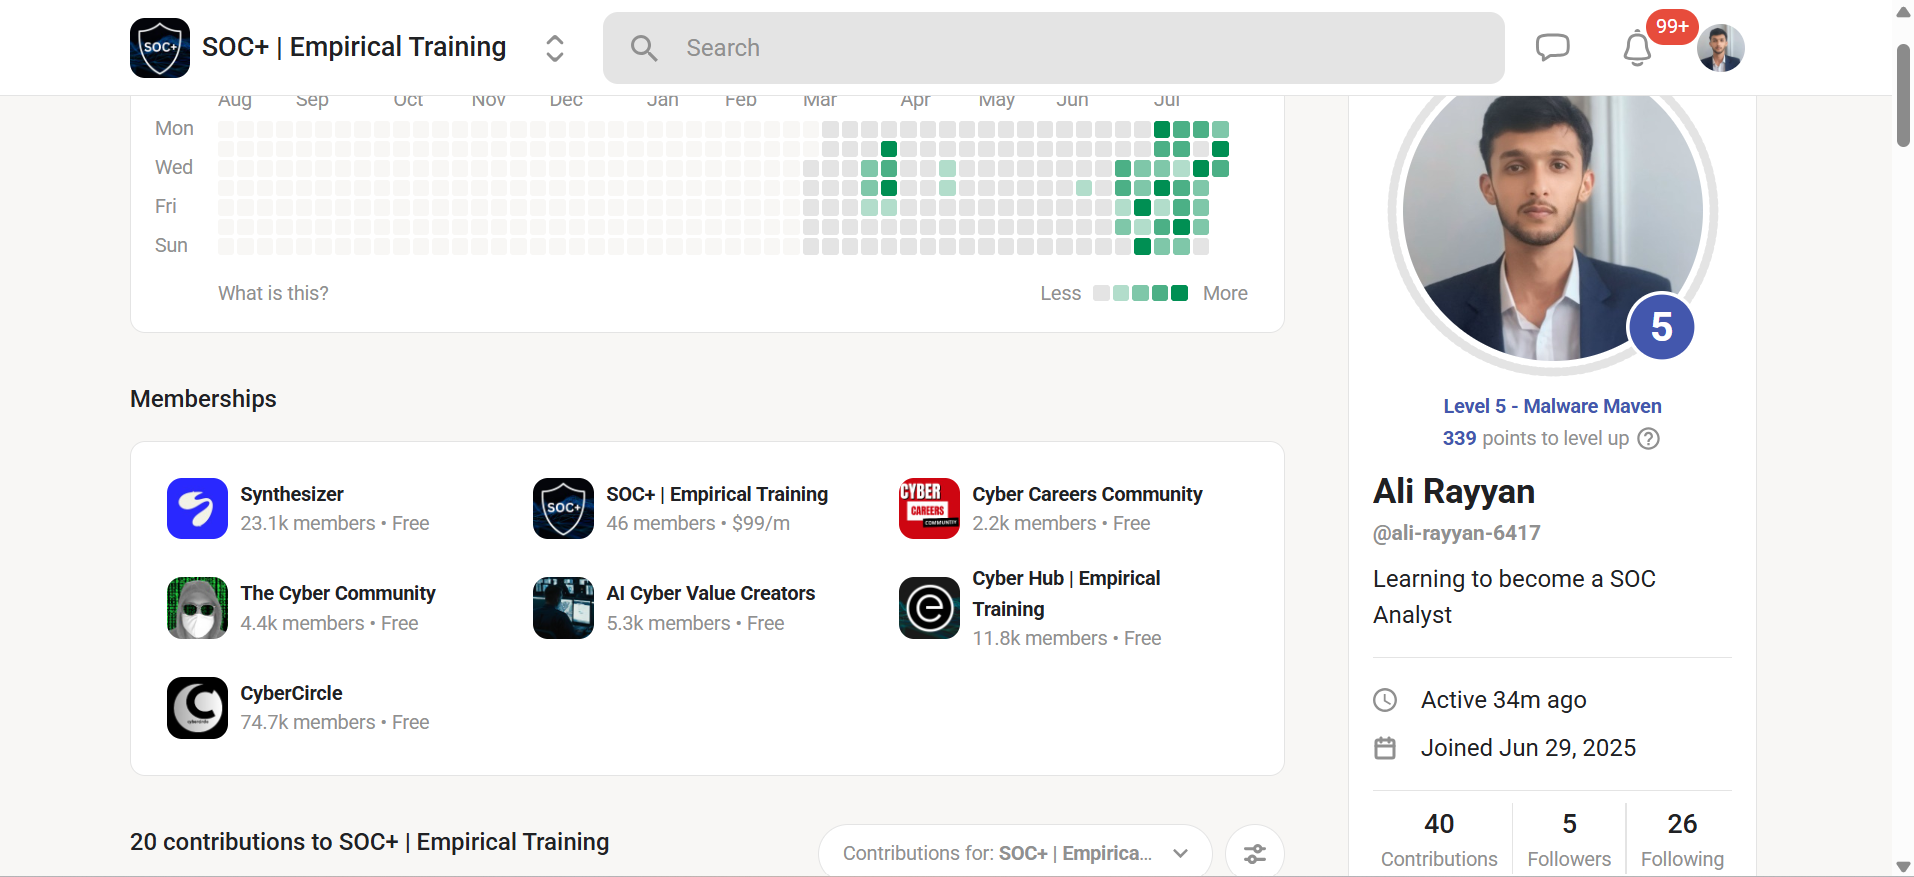 SOC+
SOC+ | Empirical Training
Search
99+
Aug Sep Oct Nov Dec Jan Feb Mar Apr May Jun Jul
Mon
Wed
Fri
Sun
What is this?
Less More
Memberships
Synthesizer
23.1k members • Free
SOC+
SOC+ | Empirical Training
46 members • $99/m
CYBER
CAREERS
COMMUNITY
Cyber Careers Community
2.2k members • Free
The Cyber Community
4.4k members • Free
AI Cyber Value Creators
5.3k members • Free
e
Cyber Hub | Empirical
Training
11.8k members • Free
C
cybercircle
CyberCircle
74.7k members • Free
20 contributions to SOC+ | Empirical Training
Contributions for: SOC+ | Empirica...
5
Level 5 - Malware Maven
339 points to level up ?
Ali Rayyan
@ali-rayyan-6417
Learning to become a SOC
Analyst
Active 34m ago
Joined Jun 29, 2025
40 5 26
Contributions Followers Following